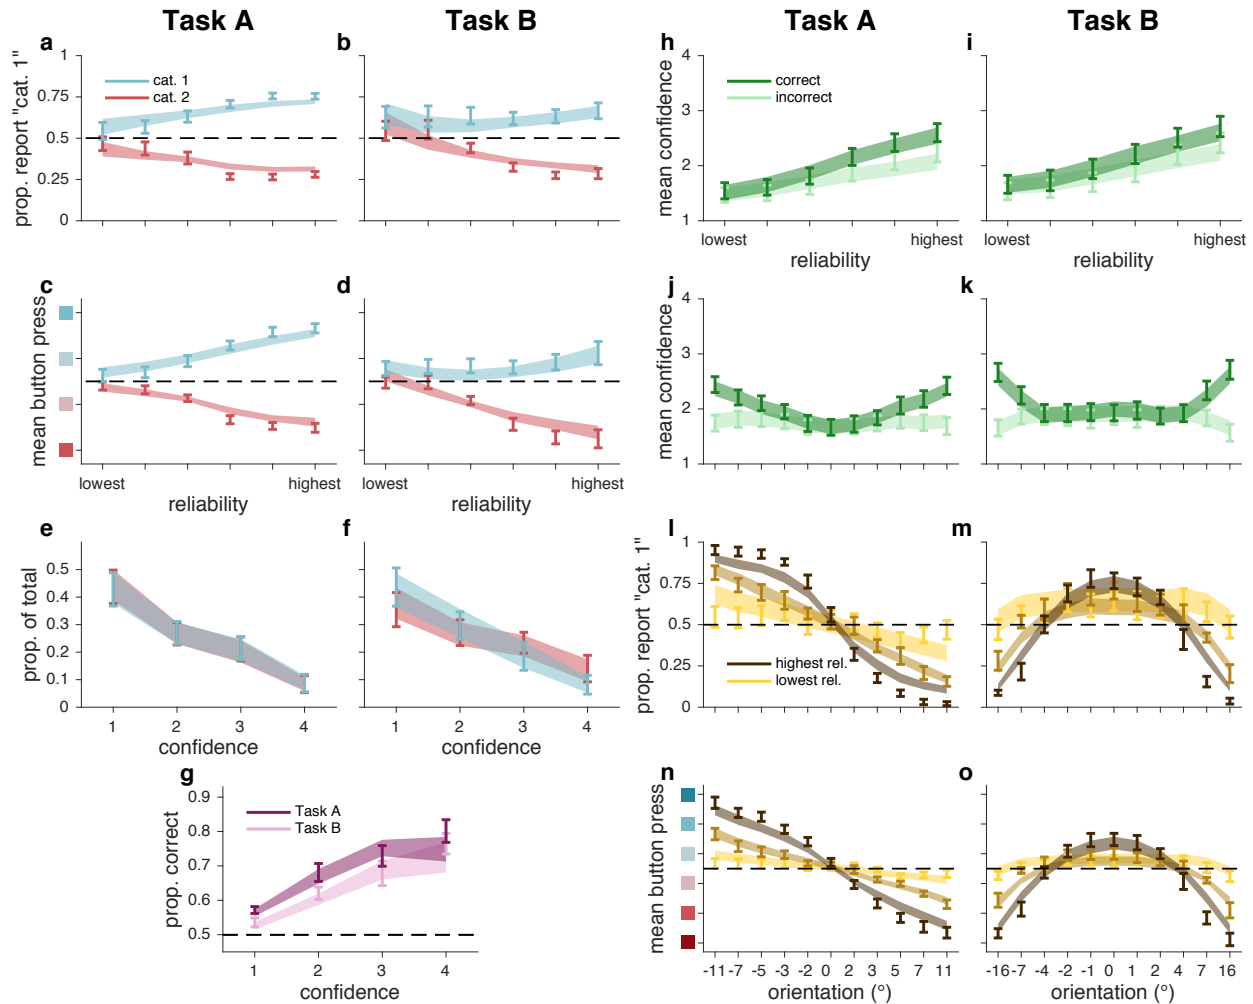 Task A
Task B
Task A
Task B
a
b
h
i
prop. report "cat. 1"
1
0.75
0.5
0.25
0
cat. 1
cat. 2
mean confidence
4
3
2
1
correct
incorrect
lowest
highest
lowest
highest
reliability
reliability
c
d
j
k
mean button press
lowest
highest
lowest
highest
reliability
reliability
mean confidence
4
3
2
1
e
f
l
m
prop. of total
0.5
0.4
0.3
0.2
0.1
0
1
2
3
4
1
2
3
4
confidence
confidence
prop. report "cat. 1"
1
0.75
0.5
0.25
0
highest rel.
lowest rel.
g
n
o
prop. correct
0.9
0.8
0.7
0.6
0.5
Task A
Task B
1
2
3
4
confidence
mean button press
-11 -7 -5 -3 -2 0 2 3 5 7 11
-16 -7 -4 -2 -1 0 1 2 4 7 16
orientation (°)
orientation (°)